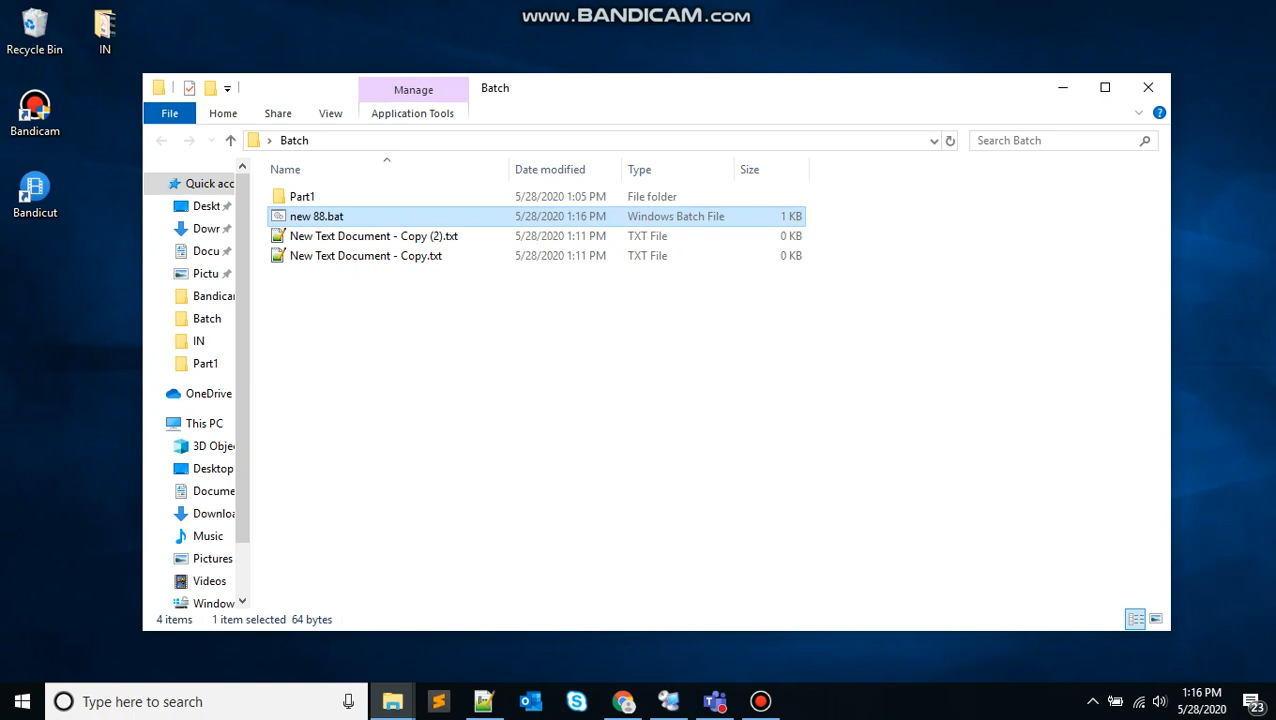 www.BANDICAM.com
Recycle Bin
IN
Bandicam
Bandicut
Manage
Batch
File
Home
Share
View
Application Tools
Batch
Search Batch
Name
Date modified
Type
Size
Part1
5/28/2020 1:05 PM
File folder
new 88.bat
5/28/2020 1:16 PM
Windows Batch File
1 KB
New Text Document - Copy (2).txt
5/28/2020 1:11 PM
TXT File
0 KB
New Text Document - Copy.txt
5/28/2020 1:11 PM
TXT File
0 KB
Quick acc
Deskt
Dowr
Docu
Pictu
Bandicar
Batch
IN
Part1
OneDrive
This PC
3D Obje
Desktop
Docume
Downloa
Music
Pictures
Videos
Window
4 items
1 item selected 64 bytes
Type here to search
1:16 PM
5/28/2020
23